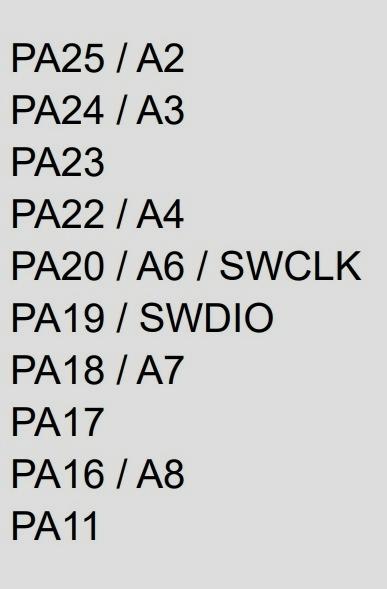 PA25 / A2
PA24 / A3
PA23
PA22 / A4
PA20 / A6 / SWCLK
PA19 / SWDIO
PA18 / A7
PA17
PA16 / A8
PA11